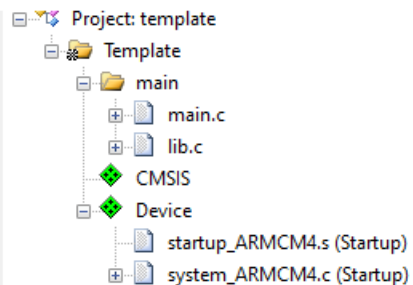 Project: template
Template
main
main.c
lib.c
CMSIS
Device
startup_ARMCM4.s (Startup)
system_ARMCM4.c (Startup)